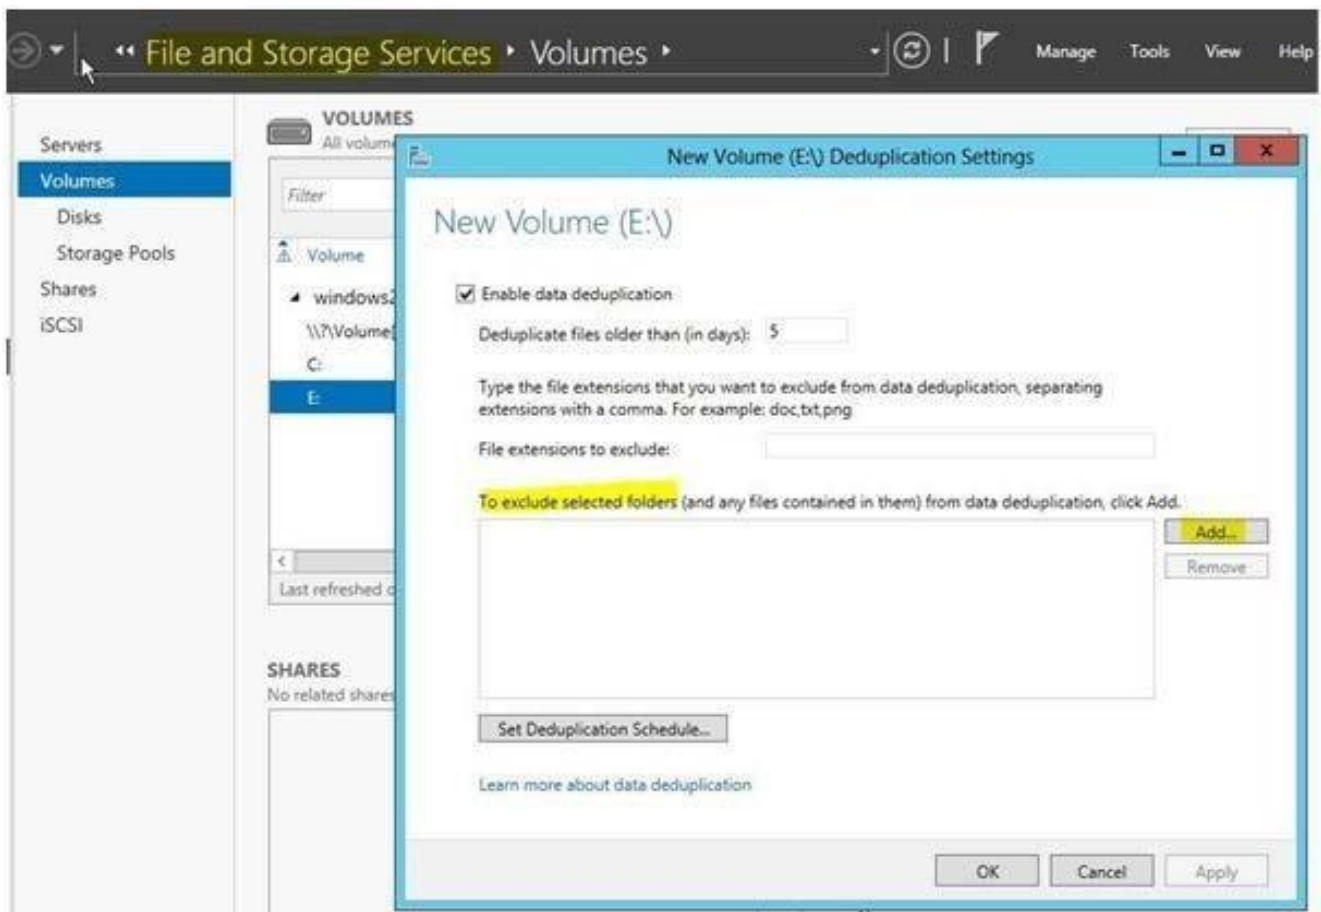 File and Storage Services ▸ Volumes ▸
Manage Tools View Help
Servers
Volumes
Disks
Storage Pools
Shares
iSCSI
VOLUMES
All volum
Filter
Volume
windows2
\\?\Volume
C:
E:
Last refreshed o
SHARES
No related shares
New Volume (E:\) Deduplication Settings
New Volume (E:\)
Enable data deduplication
Deduplicate files older than (in days): 5
Type the file extensions that you want to exclude from data deduplication, separating
extensions with a comma. For example: doc,txt,png
File extensions to exclude:
To exclude selected folders (and any files contained in them) from data deduplication, click Add.
Add...
Remove
Set Deduplication Schedule...
Learn more about data deduplication
OK Cancel Apply